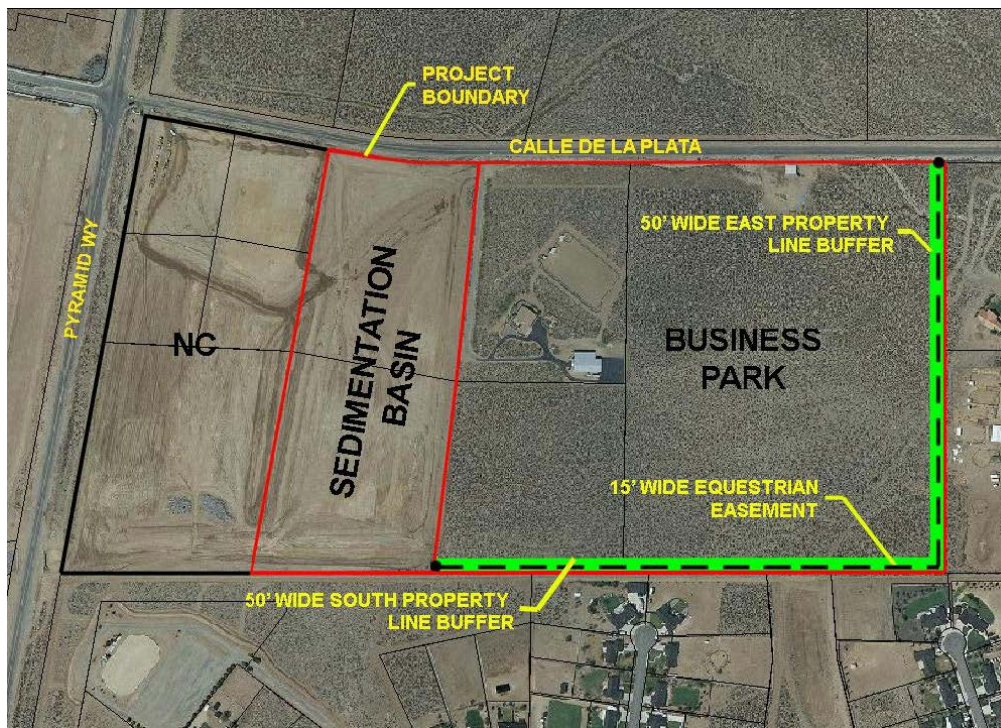 PROJECT
BOUNDARY
CALLE DE LA PLATA
PYRAMID WY
50' WIDE EAST PROPERTY
LINE BUFFER
NC
SEDIMENTATION
BASIN
BUSINESS
PARK
15' WIDE EQUESTRIAN
EASEMENT
50' WIDE SOUTH PROPERTY
LINE BUFFER